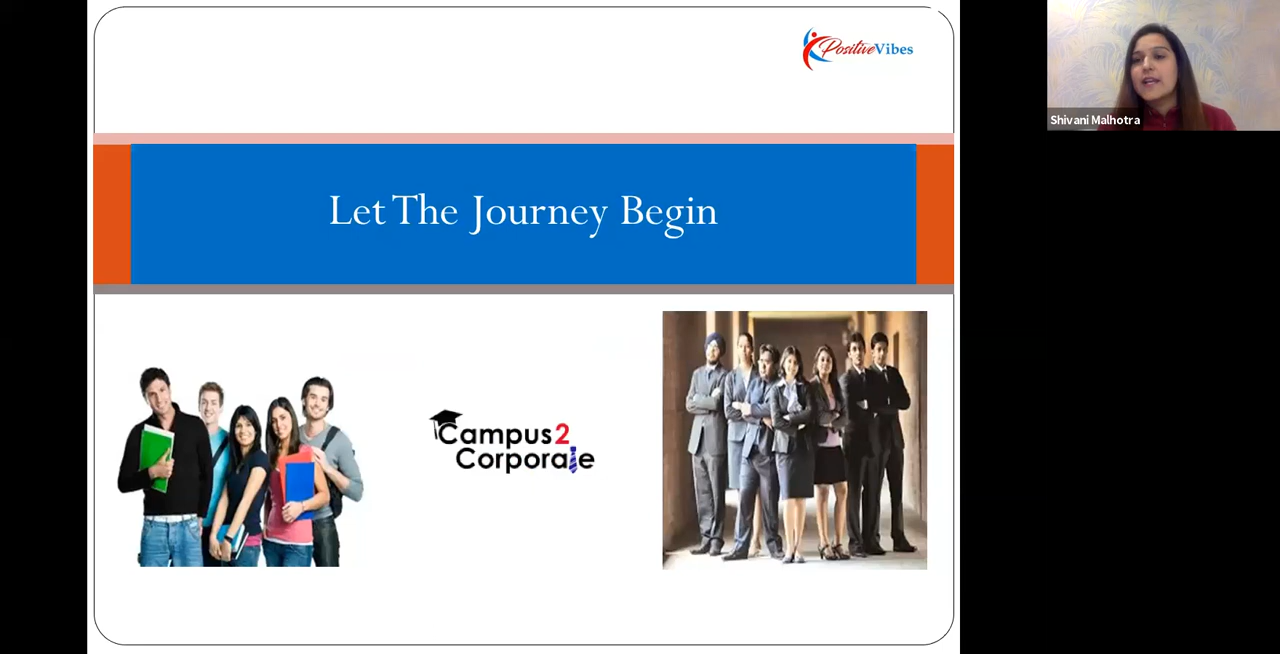 PositiveVibes
Shivani Malhotra
Let The Journey Begin
Campus2
Corporate